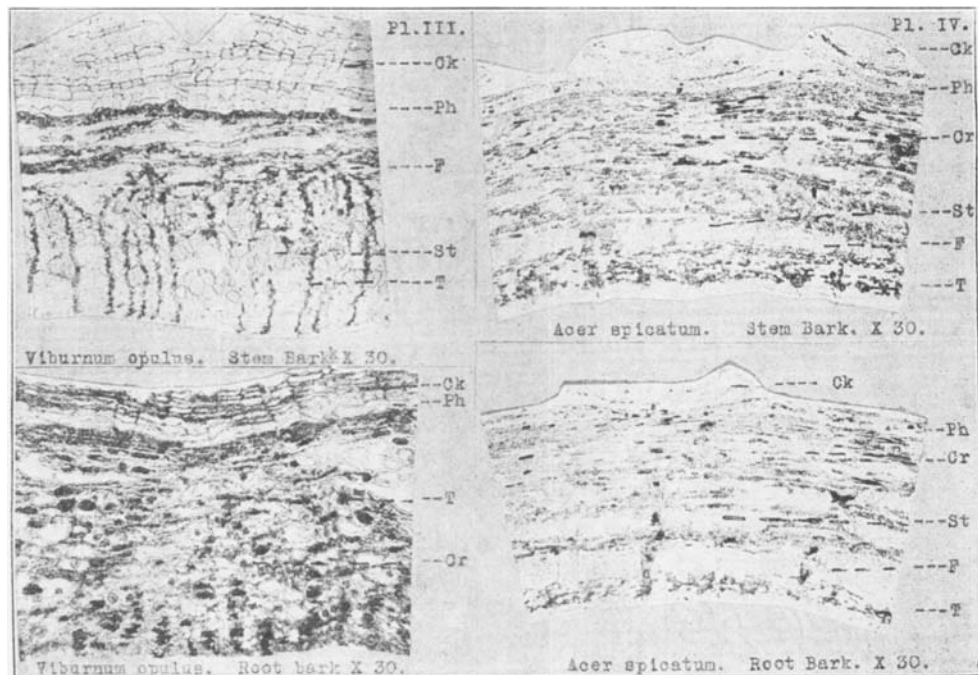 Pl.III.
Ck
Ph
F
St
T
Viburnum opulus. Stem Bark X 30.
Ck
Ph
T
Cr
Viburnum opulus. Root bark X 30.
Pl. IV.
Ck
Ph
Cr
St
F
T
Acer spicatum. Stem Bark. X 30.
Ck
Ph
Cr
St
F
T
Acer spicatum. Root Bark. X 30.